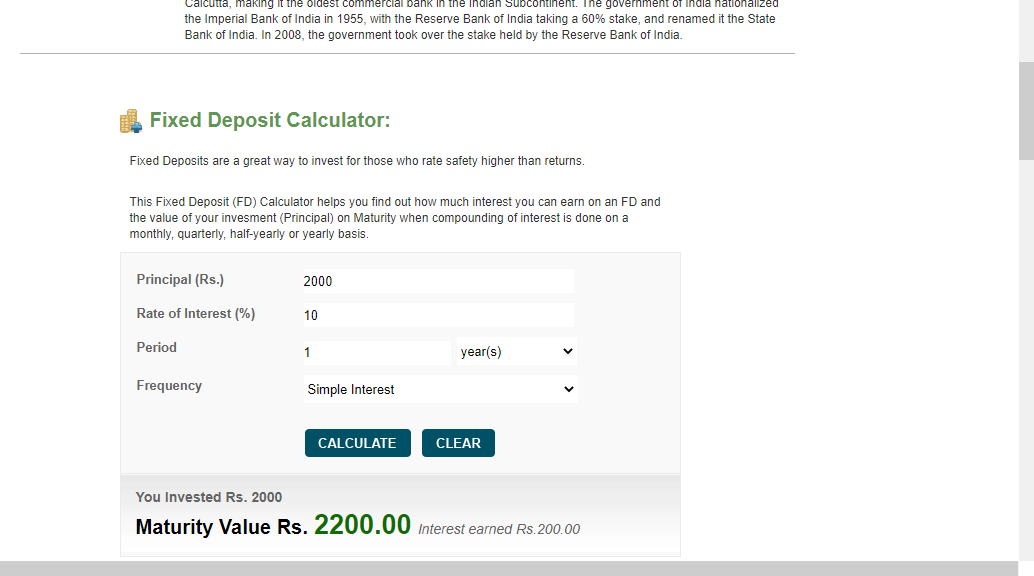 Calcutta, making it the oldest commercial bank in the Indian Subcontinent. The government of India nationalized
the Imperial Bank of India in 1955, with the Reserve Bank of India taking a 60% stake, and renamed it the State
Bank of India. In 2008, the government took over the stake held by the Reserve Bank of India.
Fixed Deposit Calculator:
Fixed Deposits are a great way to invest for those who rate safety higher than returns.
This Fixed Deposit (FD) Calculator helps you find out how much interest you can earn on an FD and
the value of your invesment (Principal) on Maturity when compounding of interest is done on a
monthly, quarterly, half-yearly or yearly basis.
Principal (Rs.) 2000
Rate of Interest (%) 10
Period 1 year(s)
Frequency Simple Interest
CALCULATE CLEAR
You Invested Rs. 2000
Maturity Value Rs. 2200.00 Interest earned Rs.200.00